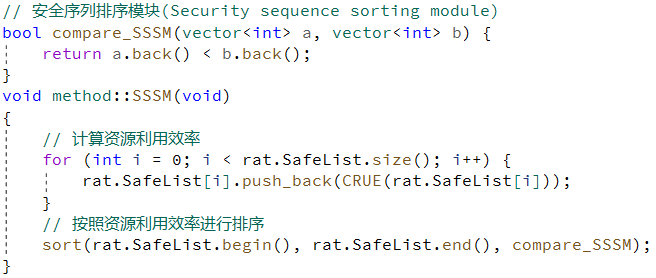 // 安全序列排序模块(Security sequence sorting module)
bool compare_SSSM(vector<int> a, vector<int> b) {
    return a.back() < b.back();
}
void method::SSSM(void)
{
    // 计算资源利用效率
    for (int i = 0; i < rat.SafeList.size(); i++) {
        rat.SafeList[i].push_back(CRUE(rat.SafeList[i]));
    }
    // 按照资源利用效率进行排序
    sort(rat.SafeList.begin(), rat.SafeList.end(), compare_SSSM);
}